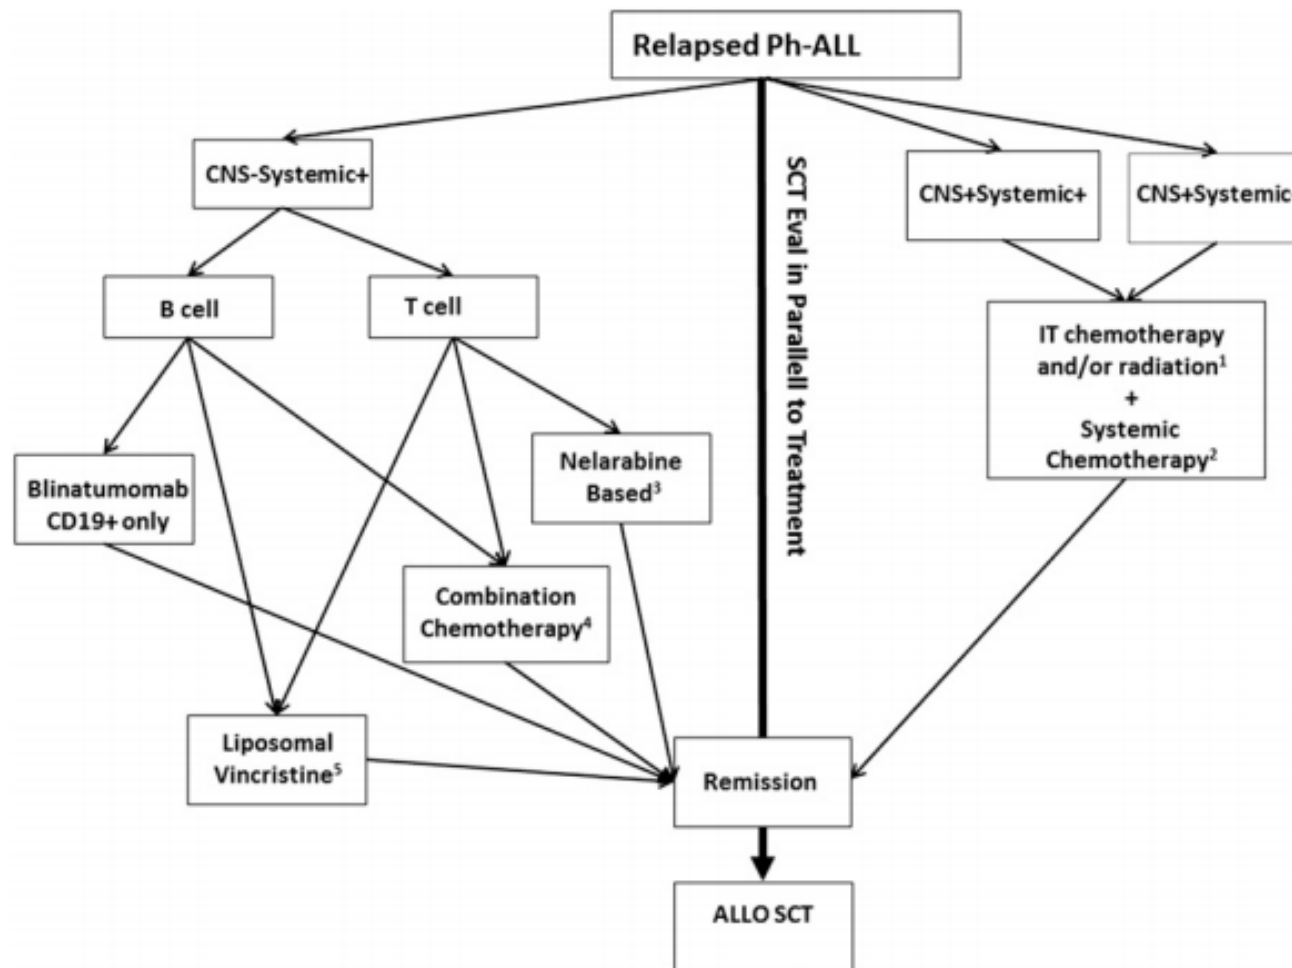 Relapsed Ph-ALL
CNS-Systemic+
CNS+Systemic+
CNS+Systemic-
SCT Eval in Parallell to Treatment
B cell
T cell
IT chemotherapy
and/or radiation¹
+
Systemic
Chemotherapy²
Blinatumomab
CD19+ only
Nelarabine
Based³
Combination
Chemotherapy⁴
Liposomal
Vincristine⁵
Remission
ALLO SCT